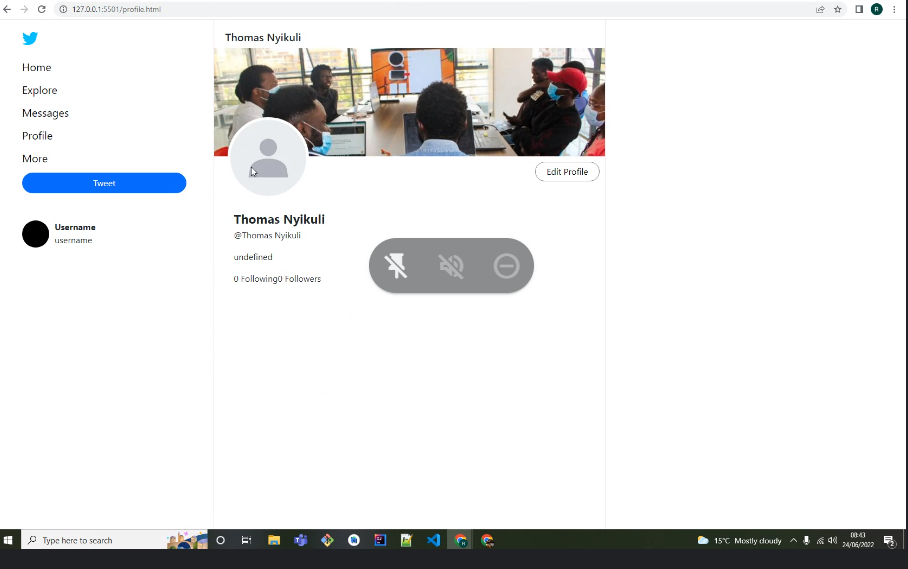 127.0.0.1:5501/profile.html
R
Thomas Nyikuli
Home
Explore
Messages
Profile
More
Tweet
Username
username
Edit Profile
Thomas Nyikuli
@Thomas Nyikuli
undefined
0 Following0 Followers
Type here to search
15°C Mostly cloudy
08:43
24/06/2022
2